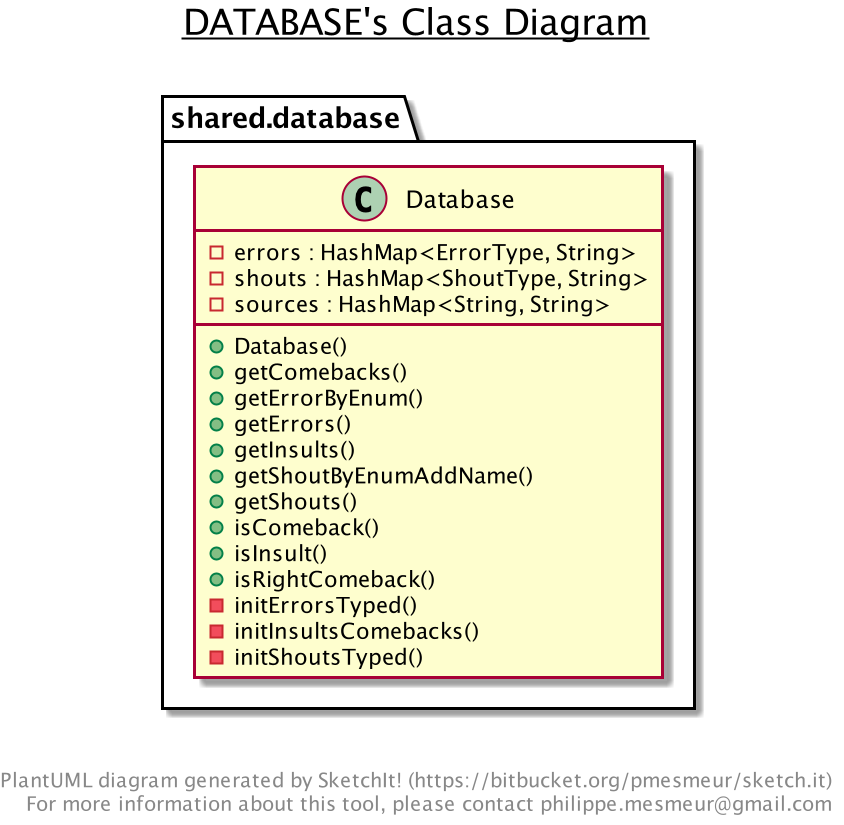 DATABASE's Class Diagram
shared.database
C Database
errors : HashMap<ErrorType, String>
shouts : HashMap<ShoutType, String>
sources : HashMap<String, String>
Database()
getComebacks()
getErrorByEnum()
getErrors()
getInsults()
getShoutByEnumAddName()
getShouts()
isComeback()
isInsult()
isRightComeback()
initErrorsTyped()
initInsultsComebacks()
initShoutsTyped()
PlantUML diagram generated by SketchIt! (https://bitbucket.org/pmesmeur/sketch.it)
For more information about this tool, please contact philippe.mesmeur@gmail.com